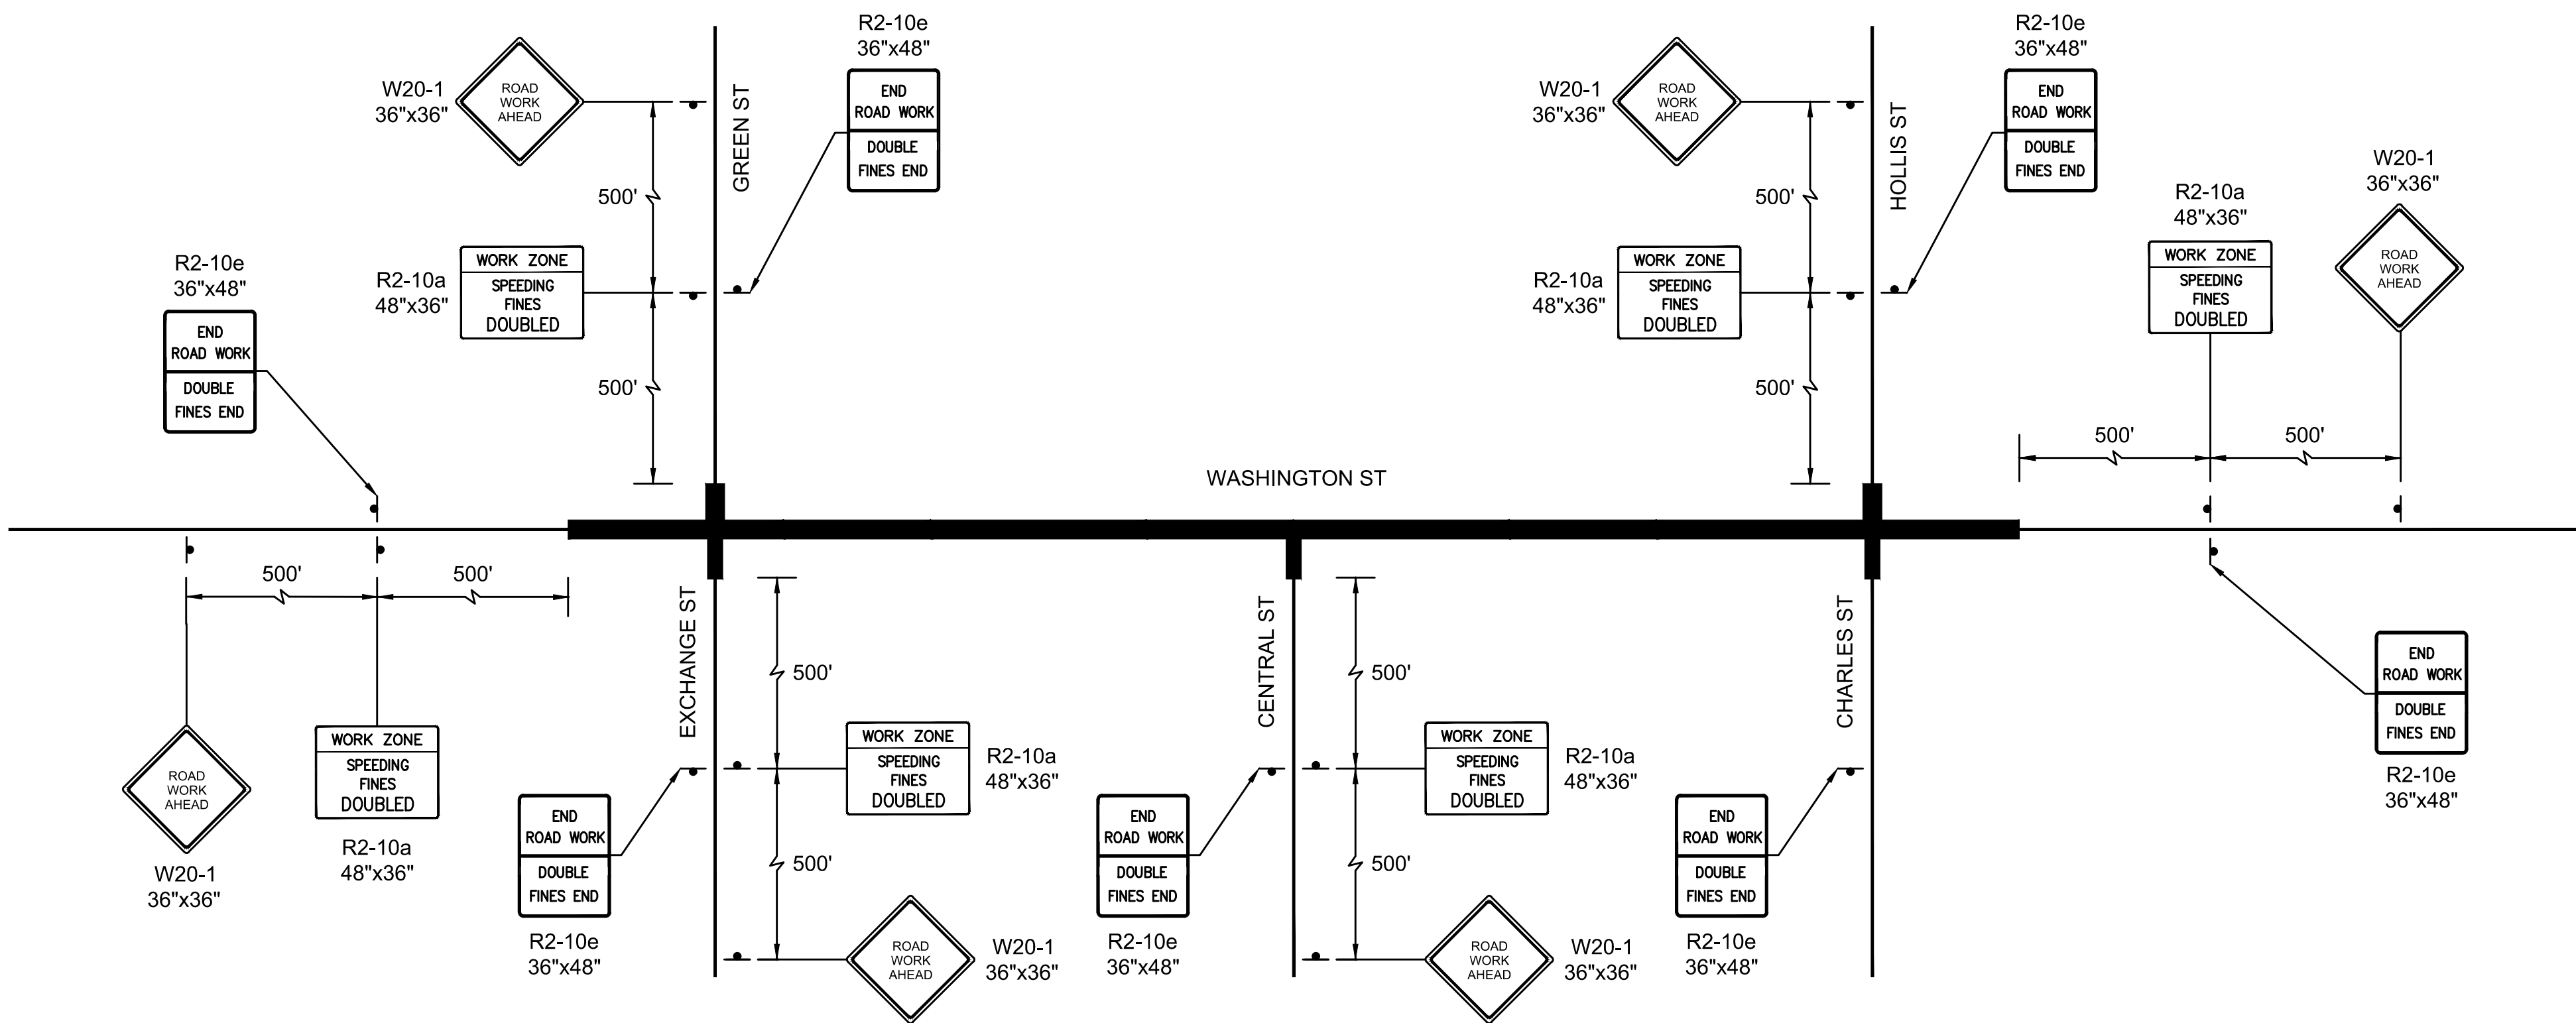 R2-10e
36"x48"
END
ROAD WORK
DOUBLE
FINES END
W20-1
36"x36"
ROAD
WORK
AHEAD
GREEN ST
500'
R2-10a
48"x36"
WORK ZONE
SPEEDING
FINES
DOUBLED
500'
R2-10e
36"x48"
END
ROAD WORK
DOUBLE
FINES END
R2-10e
36"x48"
END
ROAD WORK
DOUBLE
FINES END
W20-1
36"x36"
ROAD
WORK
AHEAD
HOLLIS ST
500'
R2-10a
48"x36"
WORK ZONE
SPEEDING
FINES
DOUBLED
500'
W20-1
36"x36"
ROAD
WORK
AHEAD
R2-10a
48"x36"
WORK ZONE
SPEEDING
FINES
DOUBLED
500'
500'
WASHINGTON ST
500'
500'
ROAD
WORK
AHEAD
W20-1
36"x36"
WORK ZONE
SPEEDING
FINES
DOUBLED
R2-10a
48"x36"
EXCHANGE ST
500'
WORK ZONE
SPEEDING
FINES
DOUBLED
R2-10a
48"x36"
500'
END
ROAD WORK
DOUBLE
FINES END
R2-10e
36"x48"
ROAD
WORK
AHEAD
W20-1
36"x36"
CENTRAL ST
500'
WORK ZONE
SPEEDING
FINES
DOUBLED
R2-10a
48"x36"
500'
END
ROAD WORK
DOUBLE
FINES END
R2-10e
36"x48"
ROAD
WORK
AHEAD
W20-1
36"x36"
CHARLES ST
END
ROAD WORK
DOUBLE
FINES END
R2-10e
36"x48"
END
ROAD WORK
DOUBLE
FINES END
R2-10e
36"x48"